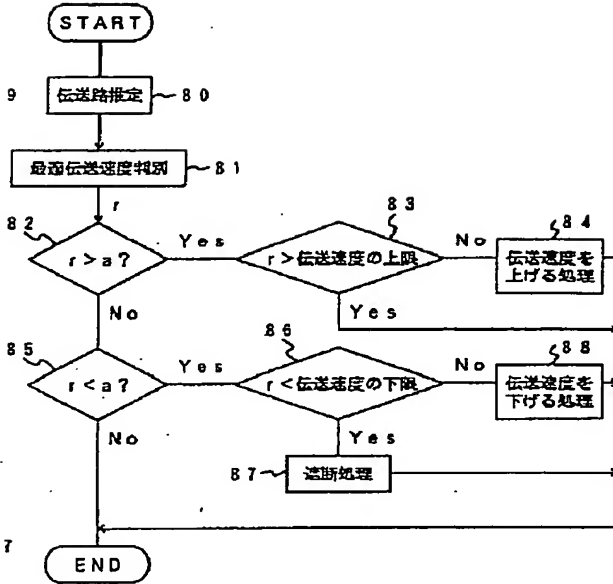 START
9
伝送路推定
80
最適伝送速度判別
81
r
82
r>a?
Yes
83
r>伝送速度の上限
No
84
伝送速度を
上げる処理
No
Yes
85
r<a?
Yes
86
r<伝送速度の下限
No
88
伝送速度を
下げる処理
No
Yes
87
遮断処理
7
END